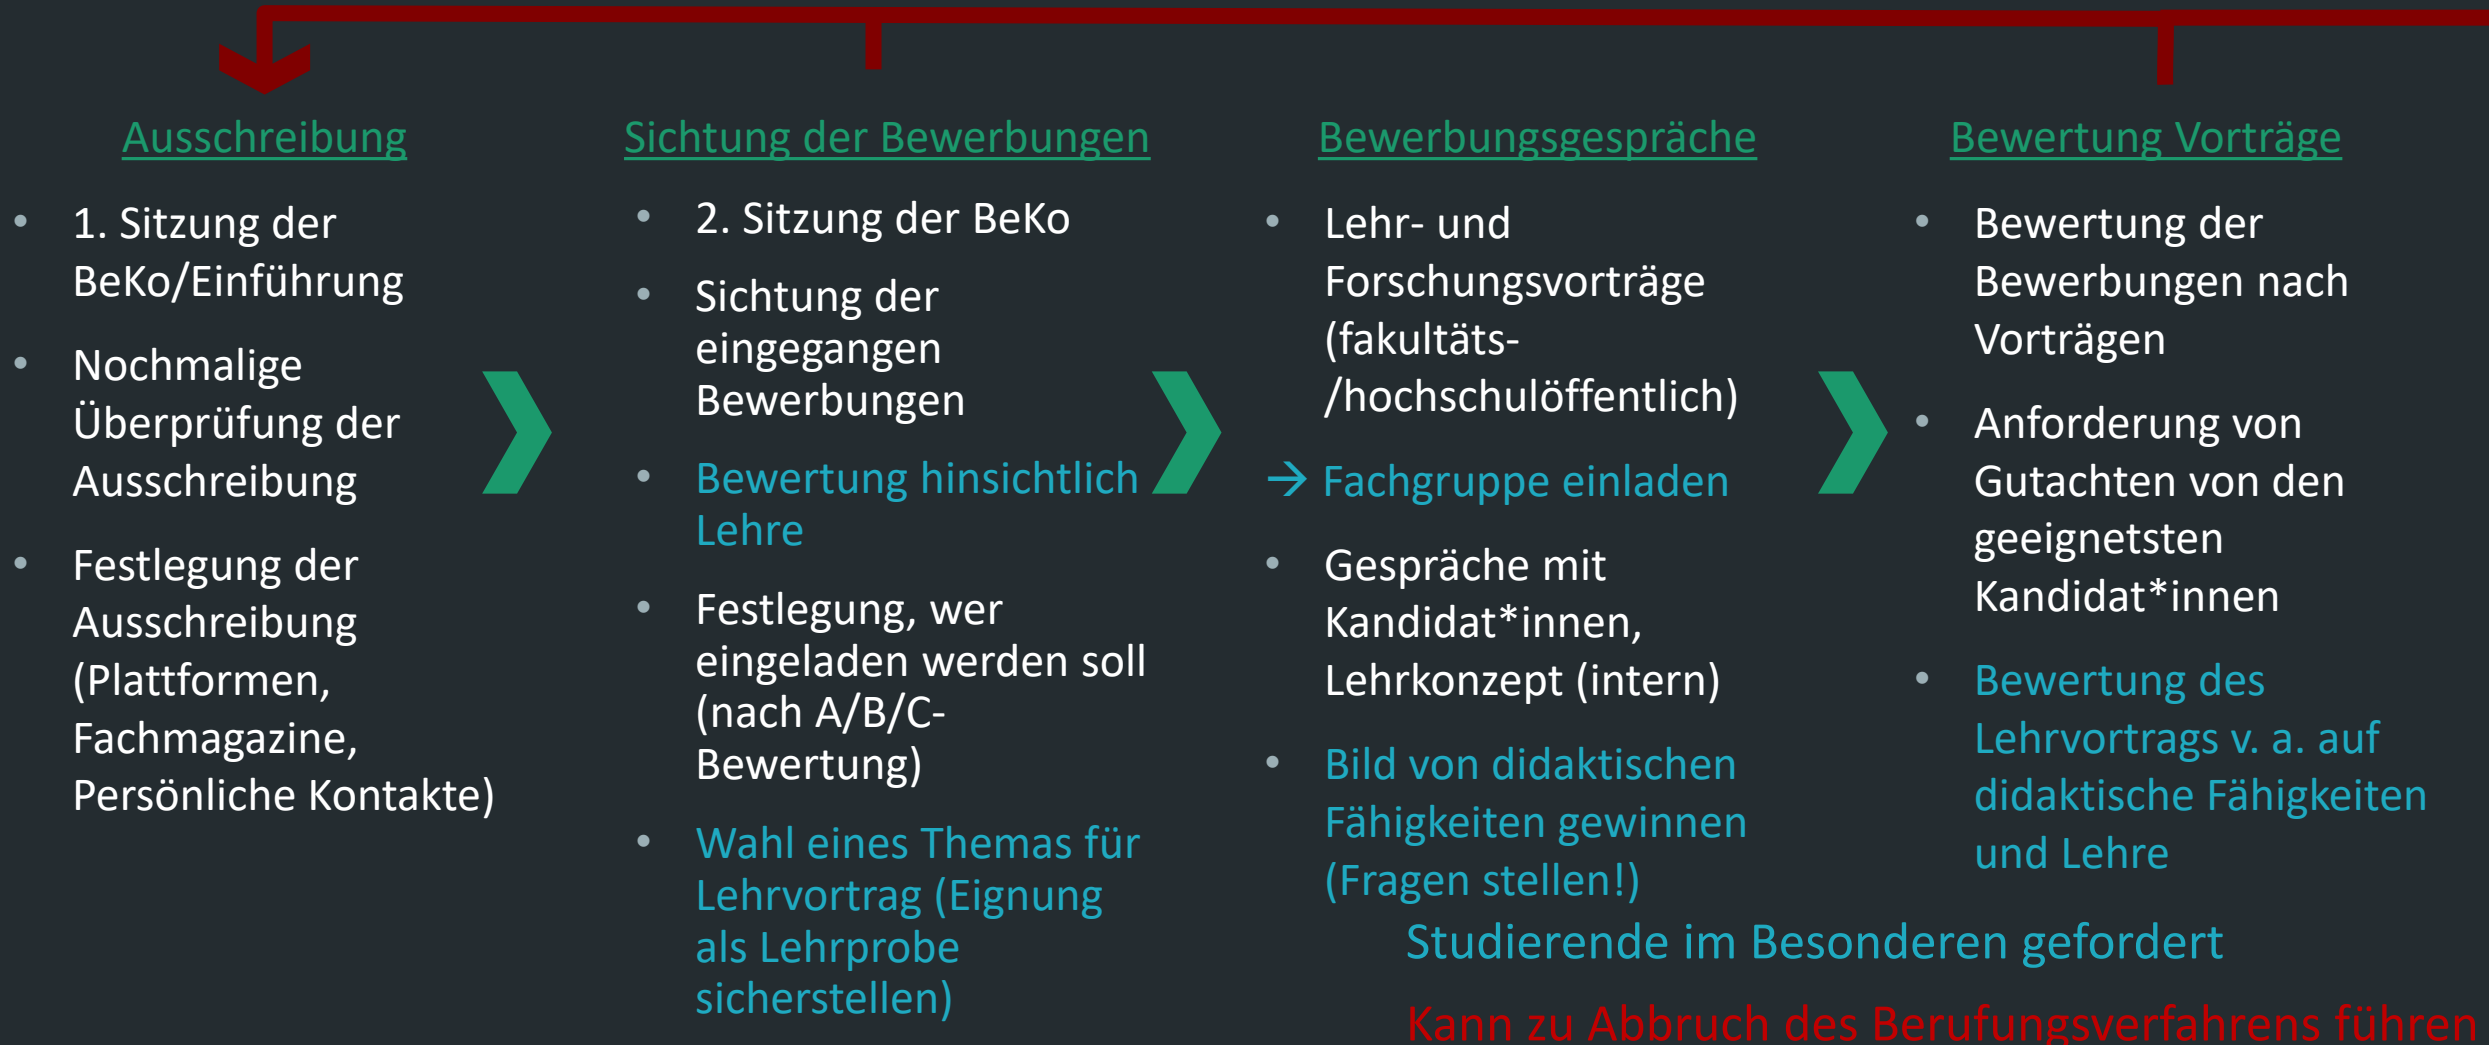 Ausschreibung
• 1. Sitzung der
BeKo/Einführung
• Nochmalige
Überprüfung der
Ausschreibung
• Festlegung der
Ausschreibung
(Plattformen,
Fachmagazine,
Persönliche Kontakte)
Sichtung der Bewerbungen
• 2. Sitzung der BeKo
• Sichtung der
eingegangen
Bewerbungen
• Bewertung hinsichtlich
Lehre
• Festlegung, wer
eingeladen werden soll
(nach A/B/C-
Bewertung)
• Wahl eines Themas für
Lehrvortrag (Eignung
als Lehrprobe
sicherstellen)
Bewerbungsgespräche
• Lehr- und
Forschungsvorträge
(fakultäts-
/hochschulöffentlich)
→ Fachgruppe einladen
• Gespräche mit
Kandidat*innen,
Lehrkonzept (intern)
• Bild von didaktischen
Fähigkeiten gewinnen
(Fragen stellen!)
Bewertung Vorträge
• Bewertung der
Bewerbungen nach
Vorträgen
• Anforderung von
Gutachten von den
geeignetsten
Kandidat*innen
• Bewertung des
Lehrvortrags v. a. auf
didaktische Fähigkeiten
und Lehre
Studierende im Besonderen gefordert
Kann zu Abbruch des Berufungsverfahrens führen